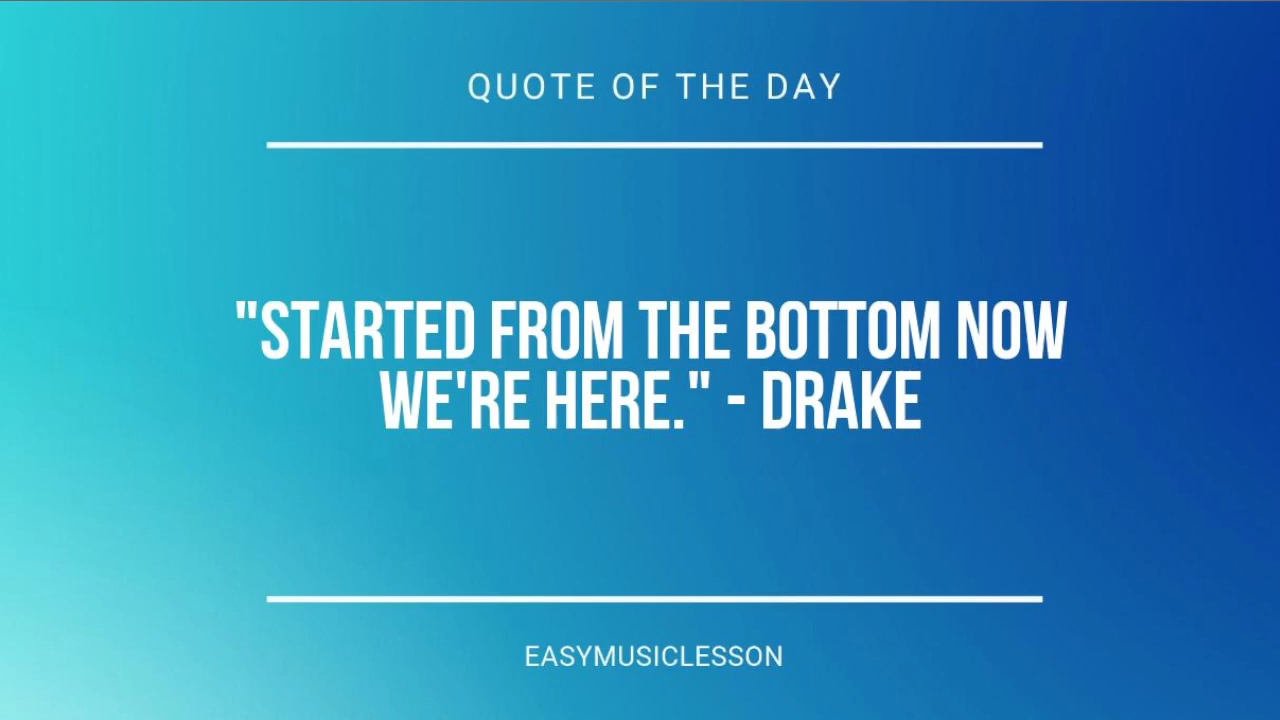 QUOTE OF THE DAY
"STARTED FROM THE BOTTOM NOW
WE'RE HERE." - DRAKE
EASYMUSICLESSON